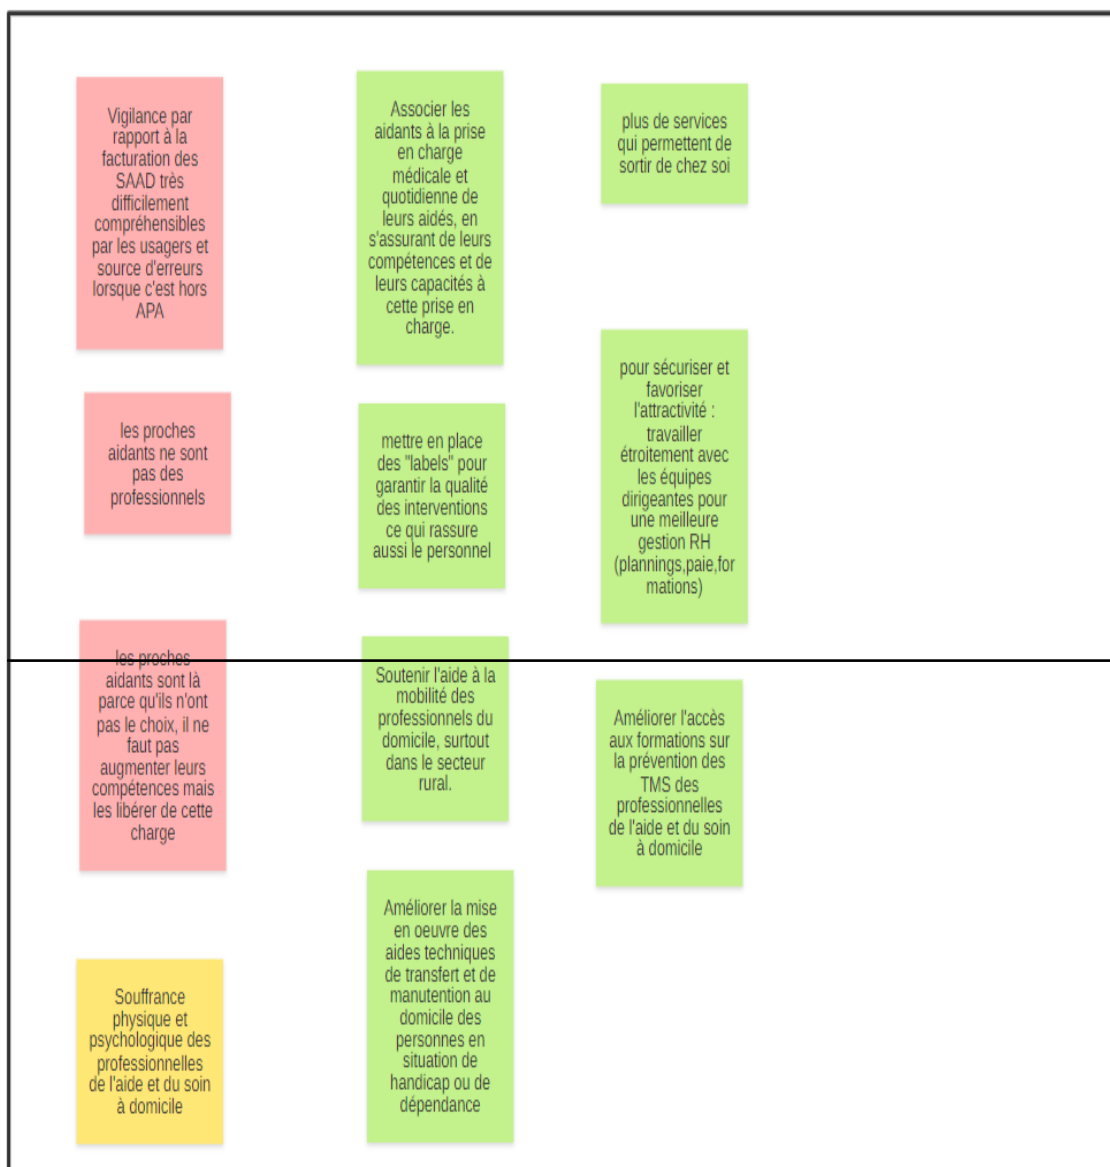 Vigilance par
rapport à la
facturation des
SAAD très
difficilement
compréhensibles
par les usagers et
source d'erreurs
lorsque c'est hors
APA
les proches
aidants ne sont
pas des
professionnels
les proches
aidants sont là
parce qu'ils n'ont
pas le choix, il ne
faut pas
augmenter leurs
compétences mais
les libérer de cette
charge
Souffrance
physique et
psychologique des
professionnelles
de l'aide et du soin
à domicile
Associer les
aidants à la prise
en charge
médicale et
quotidienne de
leurs aidés, en
s'assurant de leurs
compétences et de
leurs capacités à
cette prise en
charge.
mettre en place
des "labels" pour
garantir la qualité
des interventions
ce qui rassure
aussi le personnel
Soutenir l'aide à la
mobilité des
professionnels du
domicile, surtout
dans le secteur
rural.
Améliorer la mise
en oeuvre des
aides techniques
de transfert et de
manutention au
domicile des
personnes en
situation de
handicap ou de
dépendance
plus de services
qui permettent de
sortir de chez soi
pour sécuriser et
favoriser
l'attractivité :
travailler
étroitement avec
les équipes
dirigeantes pour
une meilleure
gestion RH
(plannings,paie,for
mations)
Améliorer l'accès
aux formations sur
la prévention des
TMS des
professionnelles
de l'aide et du soin
à domicile